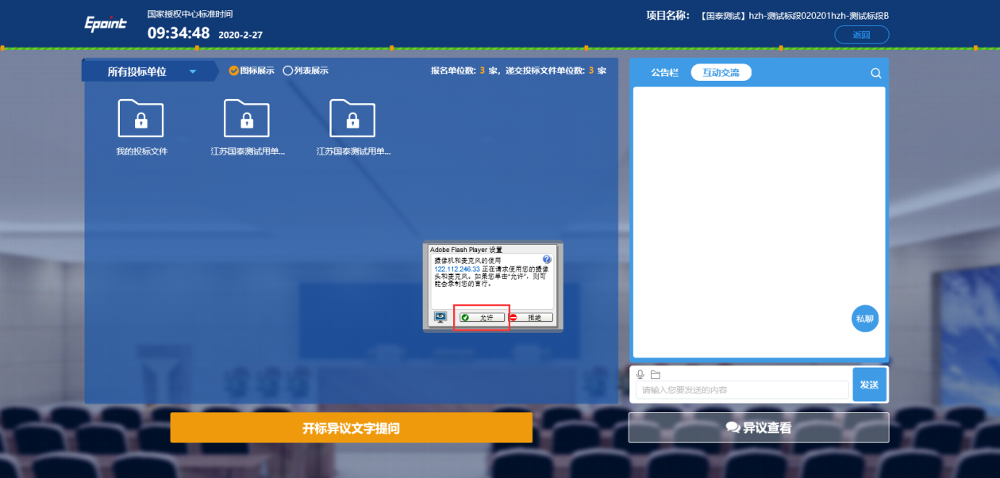 Epoint
国家授权中心标准时间
09:34:48 2020-2-27
项目名称: 【国泰测试】hzh-测试标段020201hzh-测试标段B
返回
所有投标单位
图标展示 列表展示
报名单位数: 3 家, 递交投标文件单位数: 3 家
我的投标文件
江苏国泰测试用单...
江苏国泰测试用单...
Adobe Flash Player 设置
摄像机和麦克风的使用
122.112.246.33 正在请求使用您的摄像
头和麦克风。如果您单击"允许", 则可
能会录制您的言行。
允许
拒绝
公告栏
互动交流
私聊
请输入您要发送的内容
发送
开标异议文字提问
异议查看